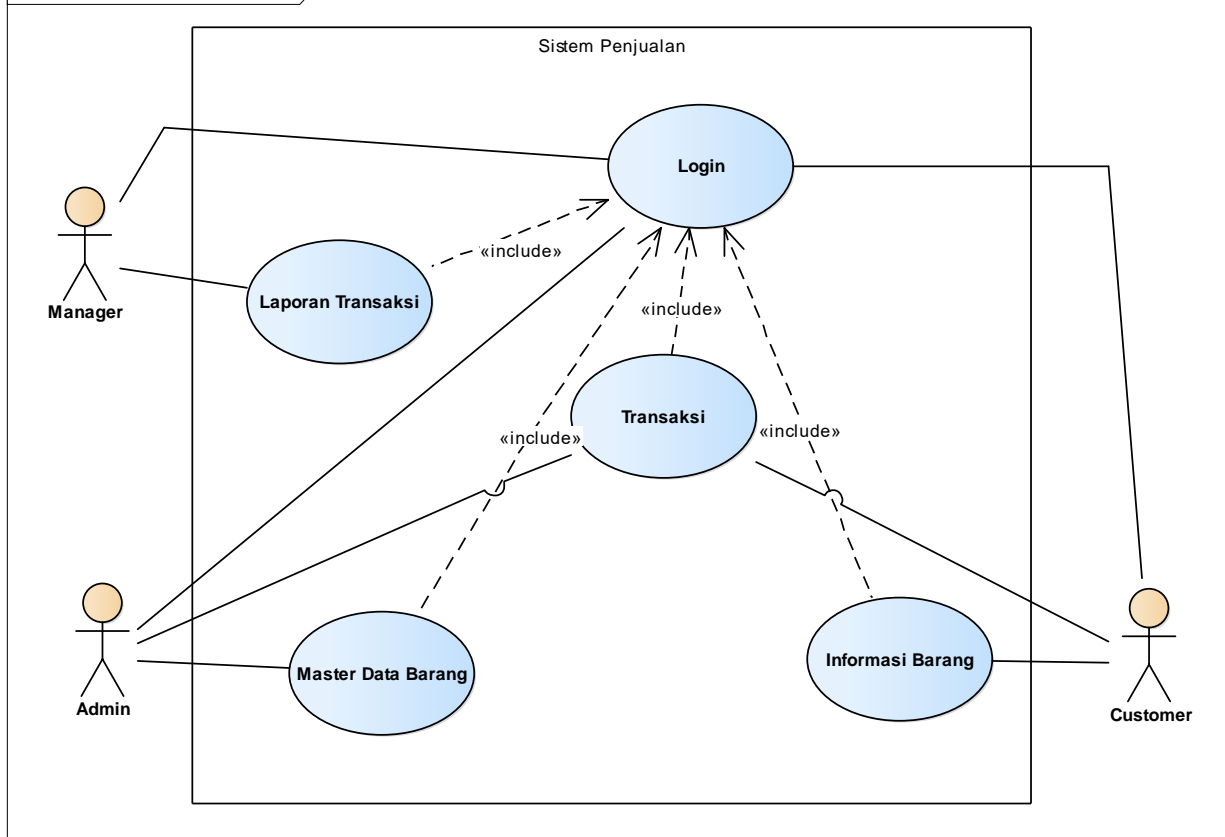 Sistem Penjualan
Login
«include»
Manager
Laporan Transaksi
«include»
Transaksi
«include»
«include»
Admin
Master Data Barang
Informasi Barang
Customer